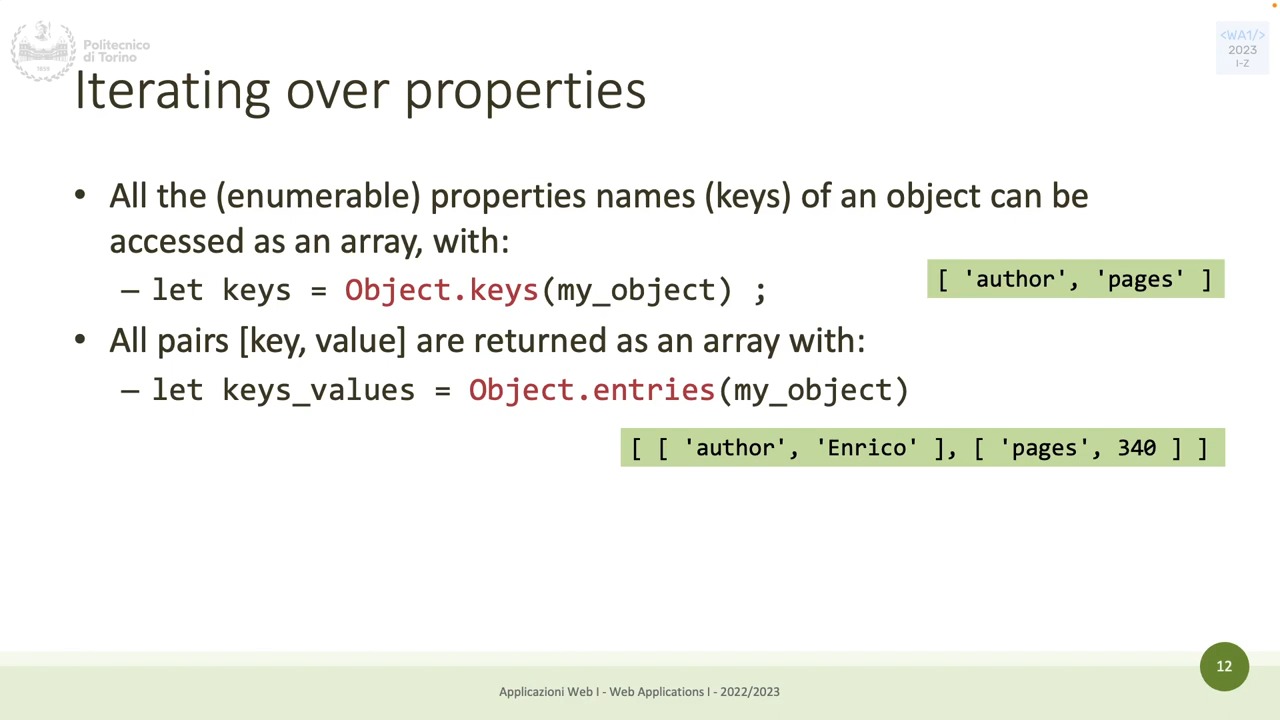 Politecnico
di Torino
1859
<WA1/>
2023
I-Z
Iterating over properties
• All the (enumerable) properties names (keys) of an object can be
accessed as an array, with:
– let keys = Object.keys(my_object) ;
[ 'author', 'pages' ]
• All pairs [key, value] are returned as an array with:
– let keys_values = Object.entries(my_object)
[ [ 'author', 'Enrico' ], [ 'pages', 340 ] ]
12
Applicazioni Web I - Web Applications I - 2022/2023